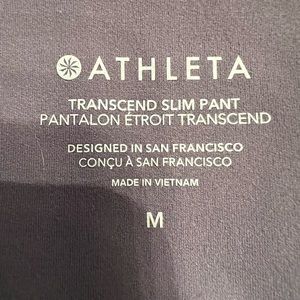 ATHLETA
TRANSCEND SLIM PANT
PANTALON ÉTROIT TRANSCEND
DESIGNED IN SAN FRANCISCO
CONÇU À SAN FRANCISCO
MADE IN VIETNAM
M